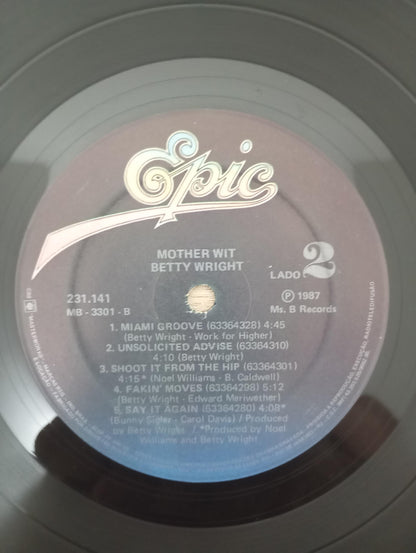 Epic
MOTHER WIT
BETTY WRIGHT
LADO 2
231.141
MB - 3301 - B
℗ 1987
Ms. B Records
1. MIAMI GROOVE (63364328) 4:45
(Betty Wright - Work for Higher)
2. UNSOLICITED ADVISE (63364310)
4:10 (Betty Wright)
3. SHOOT IT FROM THE HIP (63364301)
4:15* (Noel Williams - B. Caldwell)
4. FAKIN' MOVES (63364298) 5:12
(Betty Wright - Edward Meriwether)
5. SAY IT AGAIN (63364280) 4:08*
(Bunny Sigler - Carol Davis) / Produced
by Betty Wright / *Produced by Noel
Williams and Betty Wright